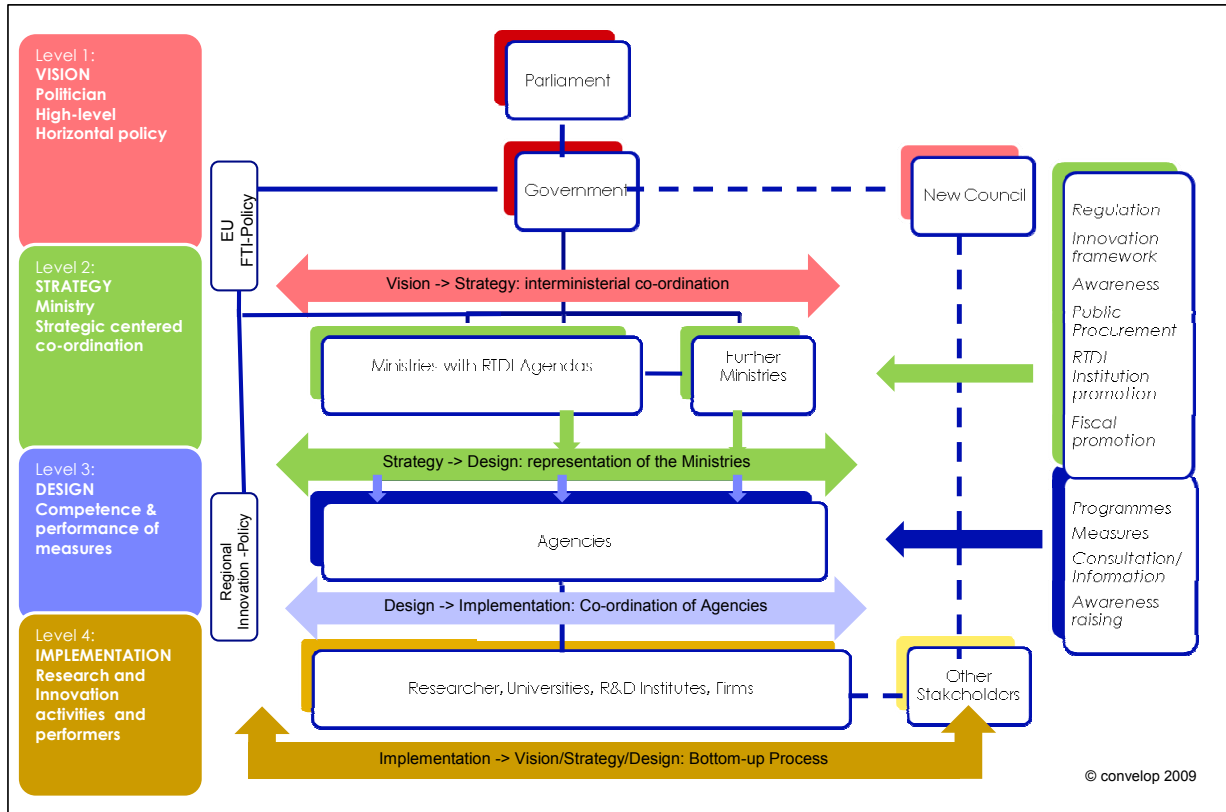 Level 1:
VISION
Politician
High-level
Horizontal policy
Level 2:
STRATEGY
Ministry
Strategic centered
co-ordination
Level 3:
DESIGN
Competence &
performance of
measures
Level 4:
IMPLEMENTATION
Research and
Innovation
activities and
performers
EU
FTI-Policy
Regional
Innovation -Policy
Parliament
Government
New Council
Vision -> Strategy: interministerial co-ordination
Ministries with RTDI Agendas
Further
Ministries
Strategy -> Design: representation of the Ministries
Agencies
Design -> Implementation: Co-ordination of Agencies
Researcher, Universities, R&D Institutes, Firms
Other
Stakeholders
Implementation -> Vision/Strategy/Design: Bottom-up Process
Regulation
Innovation
framework
Awareness
Public
Procurement
RTDI
Institution
promotion
Fiscal
promotion
Programmes
Measures
Consultation/
Information
Awareness
raising
© convelop 2009